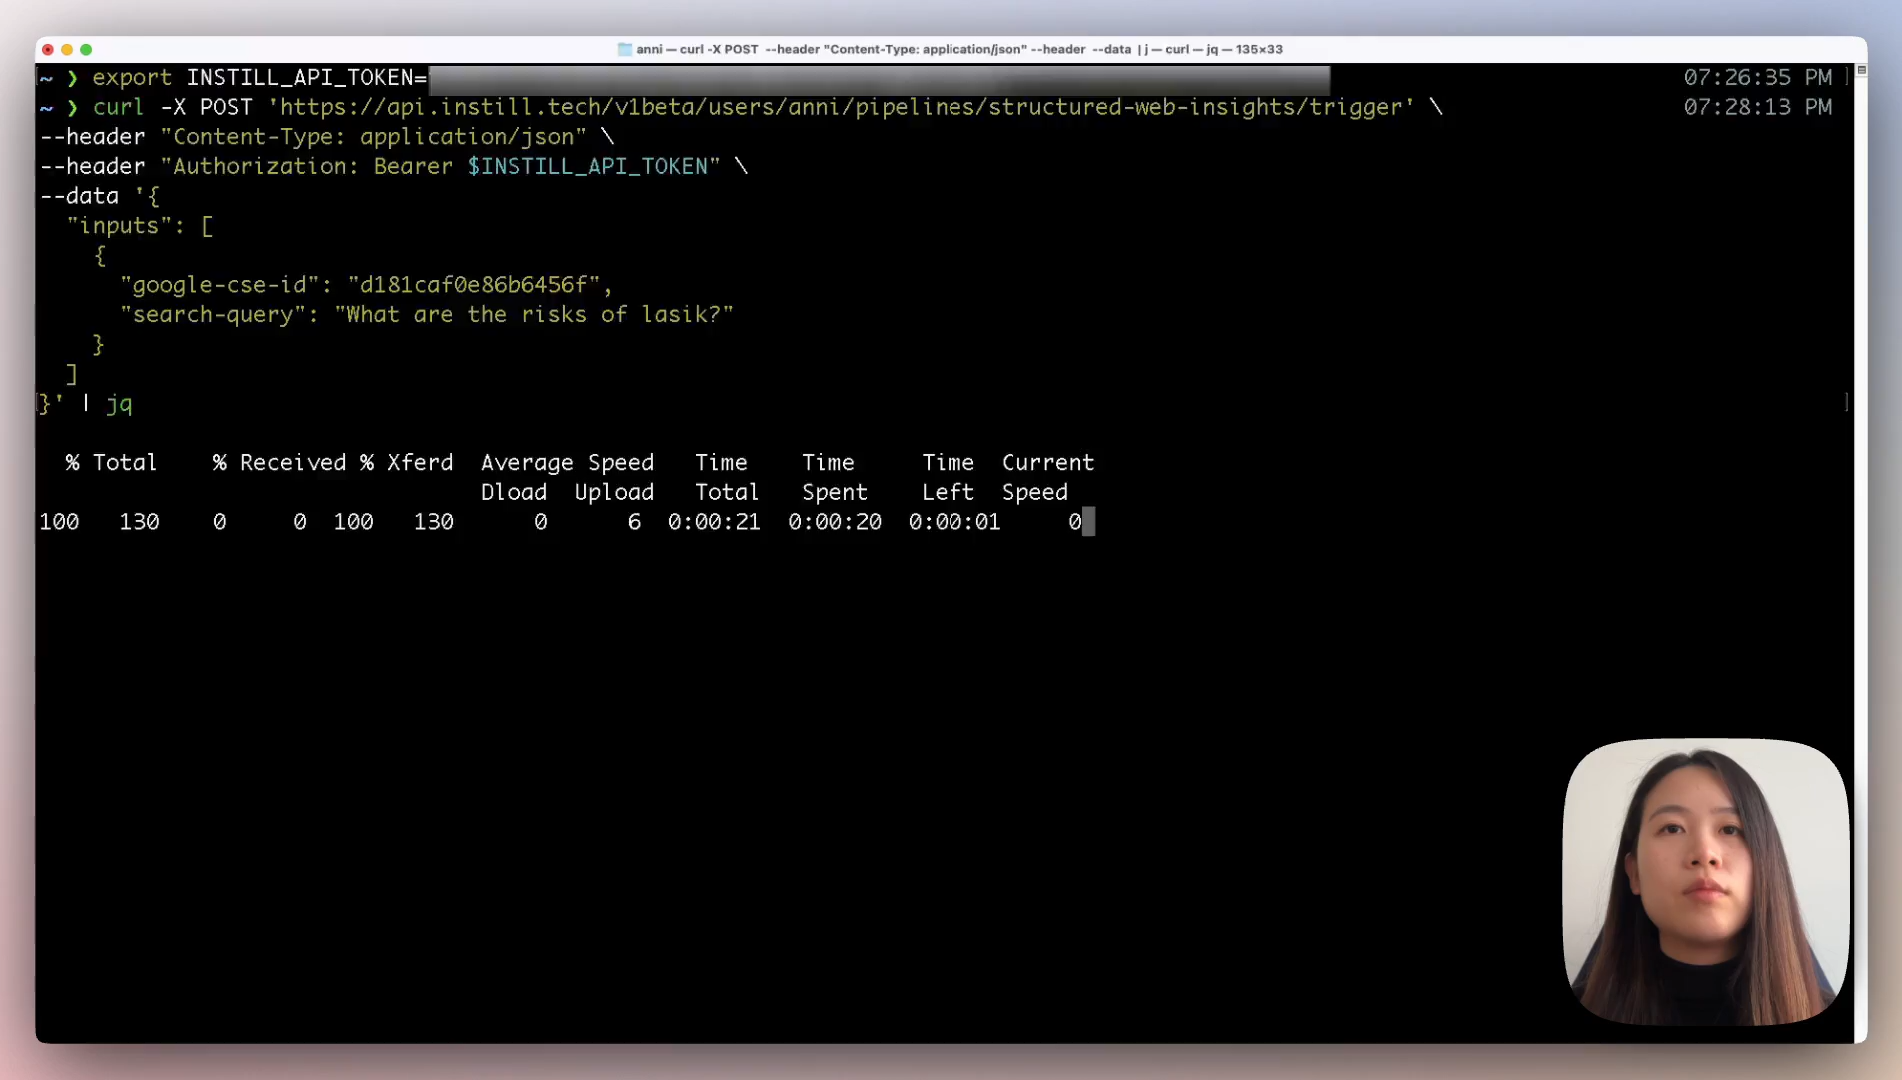 anni — curl -X POST --header "Content-Type: application/json" --header --data | j — curl — jq — 135×33
~ ❯ export INSTILL_API_TOKEN= 07:26:35 PM
~ ❯ curl -X POST 'https://api.instill.tech/v1beta/users/anni/pipelines/structured-web-insights/trigger' \ 07:28:13 PM
--header "Content-Type: application/json" \
--header "Authorization: Bearer $INSTILL_API_TOKEN" \
--data '{
"inputs": [
{
"google-cse-id": "d181caf0e86b6456f",
"search-query": "What are the risks of lasik?"
}
]
}' | jq
% Total % Received % Xferd Average Speed Time Time Time Current
Dload Upload Total Spent Left Speed
100 130 0 0 100 130 0 6 0:00:21 0:00:20 0:00:01 0